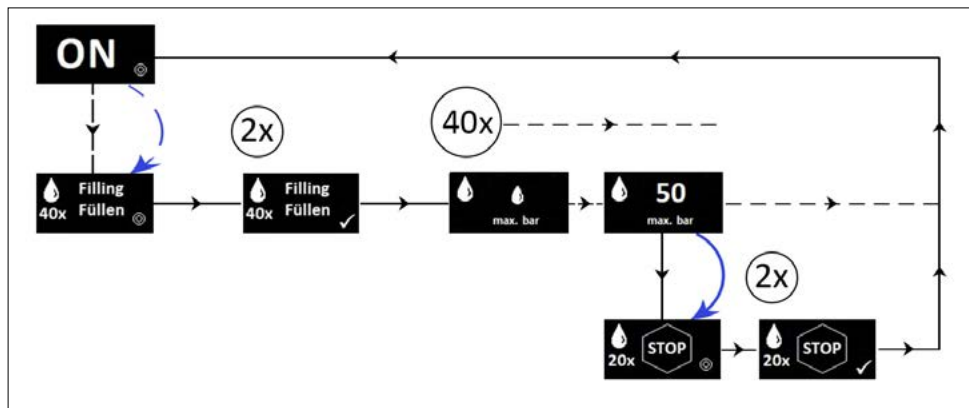 ON
2x
40x
Filling
Füllen
40x
Filling
Füllen
40x
max. bar
50
max. bar
2x
STOP
20x
STOP
20x